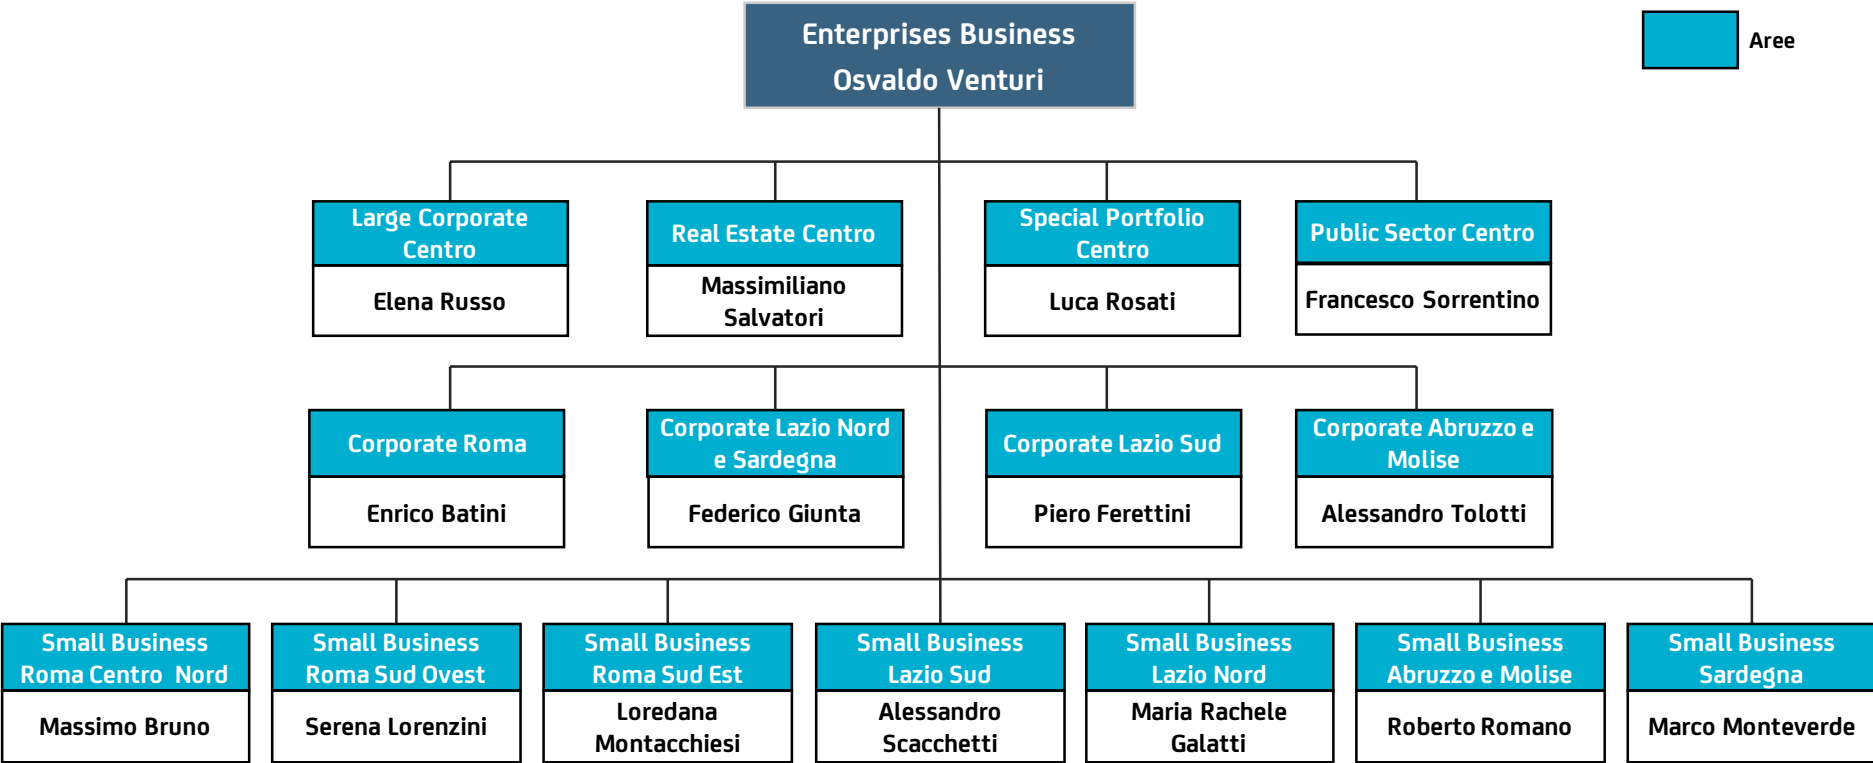 Enterprises Business
Osvaldo Venturi
Aree
Large Corporate
Centro
Elena Russo
Real Estate Centro
Massimiliano
Salvatori
Special Portfolio
Centro
Luca Rosati
Public Sector Centro
Francesco Sorrentino
Corporate Roma
Enrico Batini
Corporate Lazio Nord
e Sardegna
Federico Giunta
Corporate Lazio Sud
Piero Ferettini
Corporate Abruzzo e
Molise
Alessandro Tolotti
Small Business
Roma Centro Nord
Massimo Bruno
Small Business
Roma Sud Ovest
Serena Lorenzini
Small Business
Roma Sud Est
Loredana
Montacchiesi
Small Business
Lazio Sud
Alessandro
Scacchetti
Small Business
Lazio Nord
Maria Rachele
Galatti
Small Business
Abruzzo e Molise
Roberto Romano
Small Business
Sardegna
Marco Monteverde